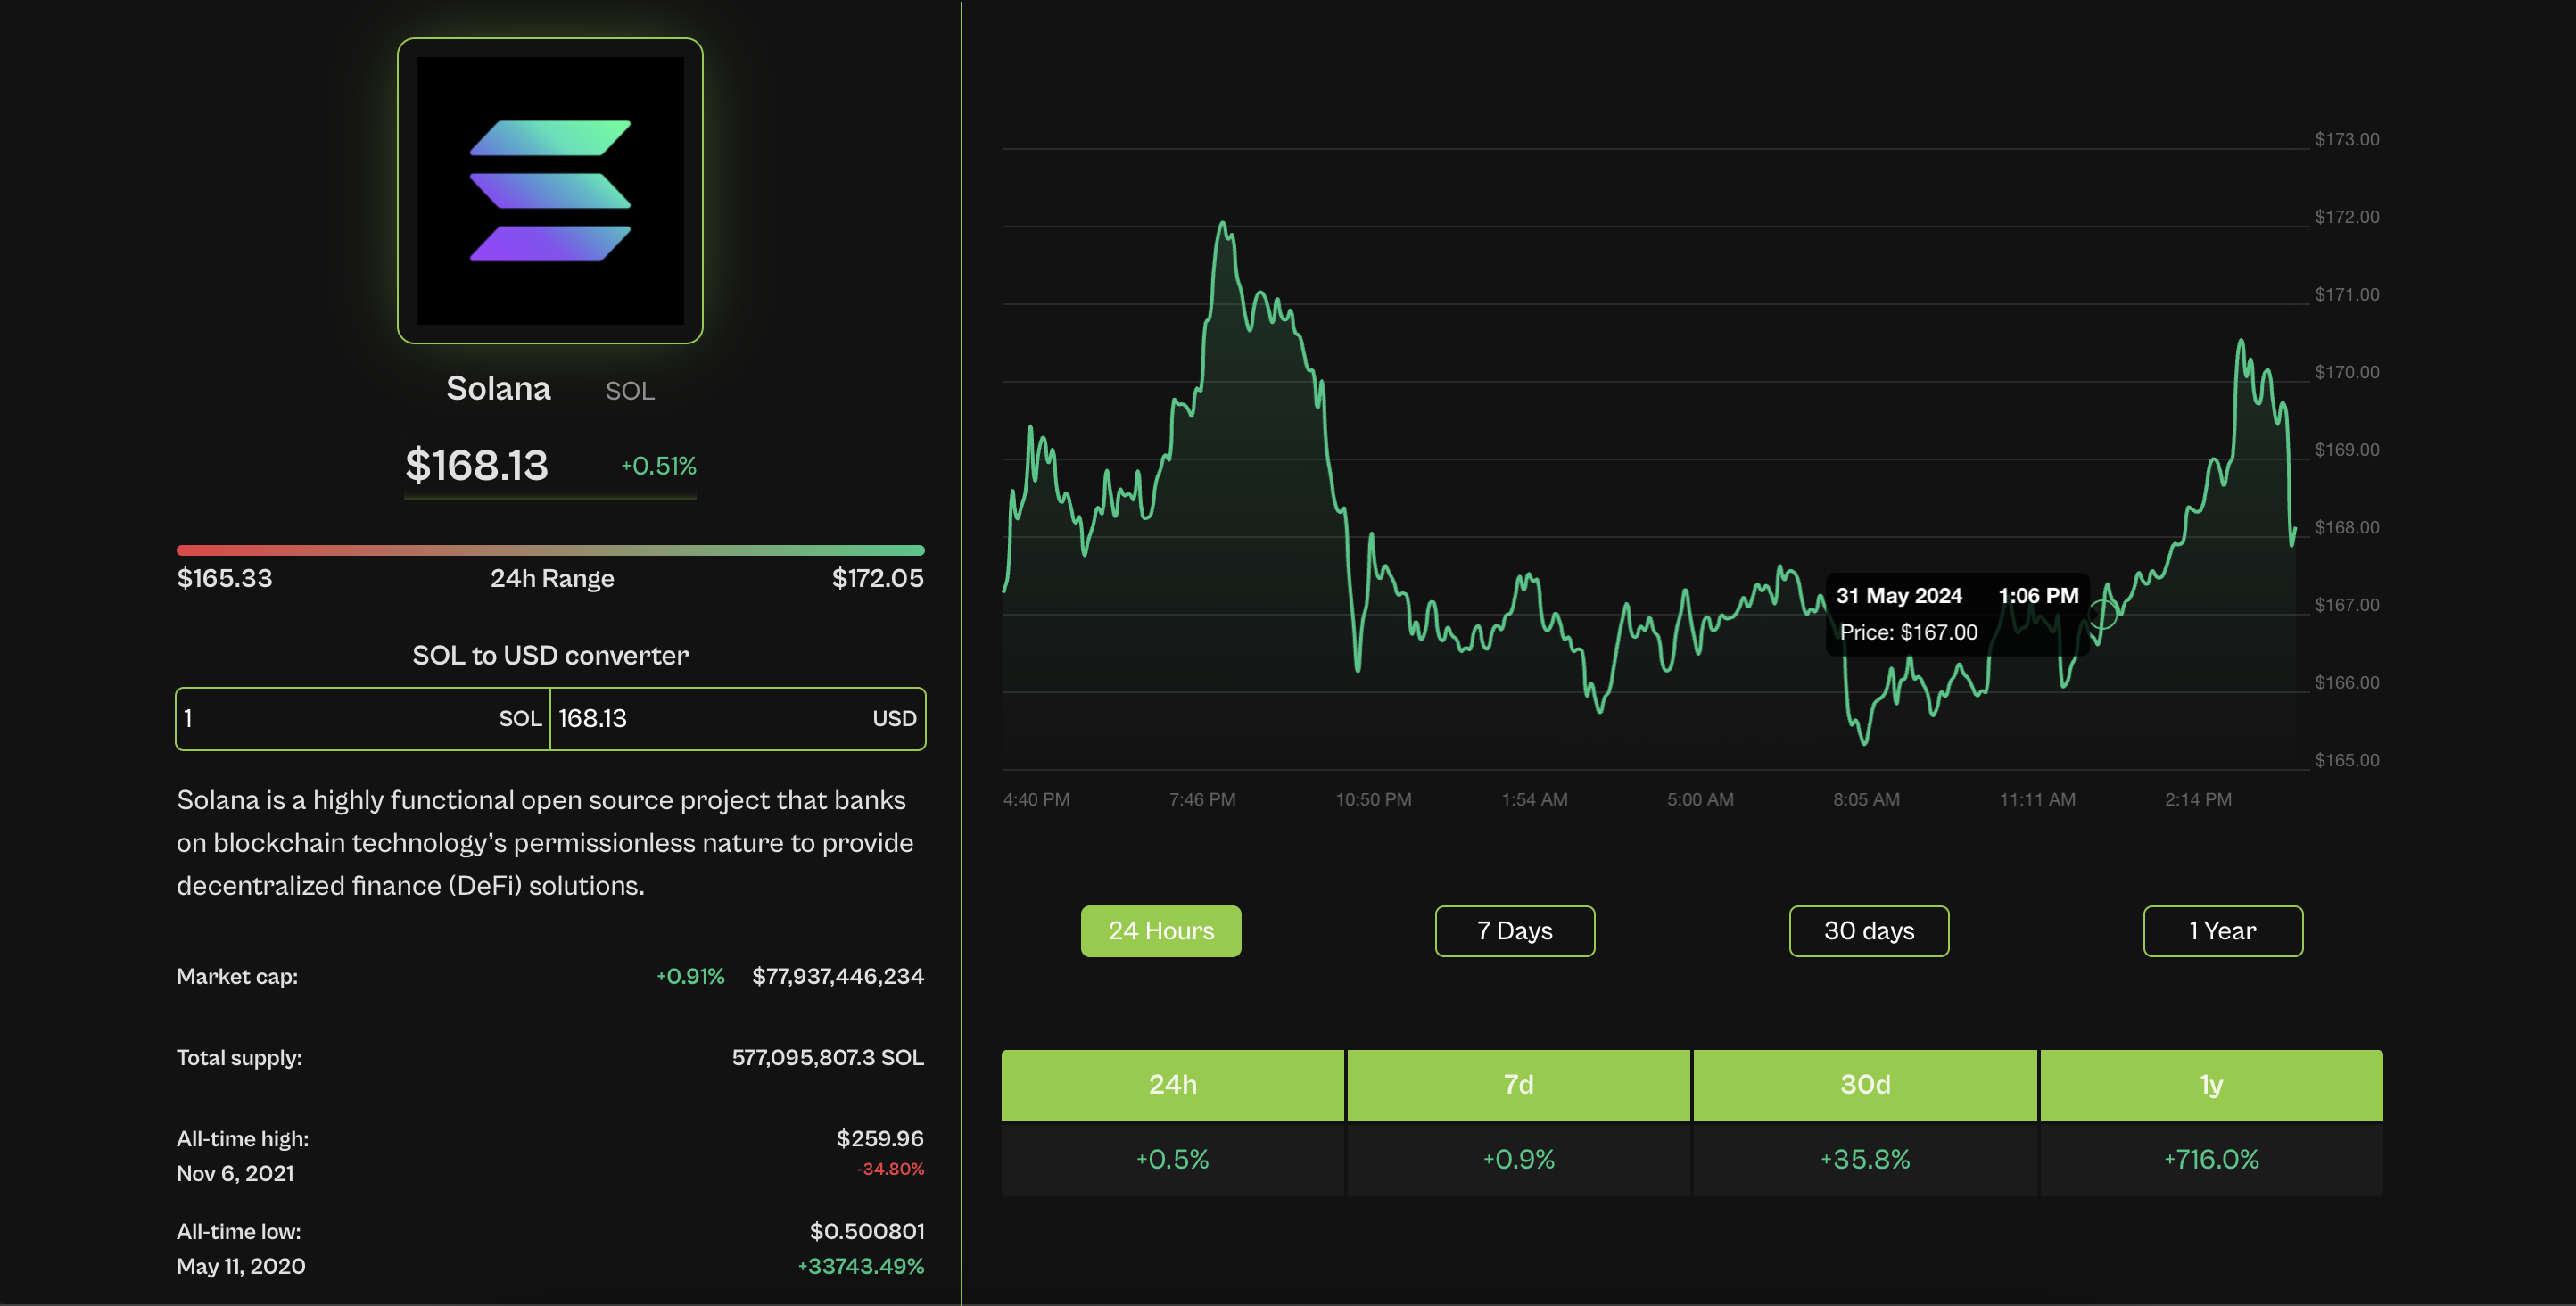 Solana SOL
$168.13 +0.51%
$165.33 24h Range $172.05
SOL to USD converter
1 SOL 168.13 USD
Solana is a highly functional open source project that banks
on blockchain technology’s permissionless nature to provide
decentralized finance (DeFi) solutions.
Market cap: +0.91% $77,937,446,234
Total supply: 577,095,807.3 SOL
All-time high: $259.96
Nov 6, 2021 -34.80%
All-time low: $0.500801
May 11, 2020 +33743.49%
$173.00
$172.00
$171.00
$170.00
$169.00
$168.00
$167.00
$166.00
$165.00
31 May 2024 1:06 PM
Price: $167.00
4:40 PM 7:46 PM 10:50 PM 1:54 AM 5:00 AM 8:05 AM 11:11 AM 2:14 PM
24 Hours 7 Days 30 days 1 Year
24h 7d 30d 1y
+0.5% +0.9% +35.8% +716.0%